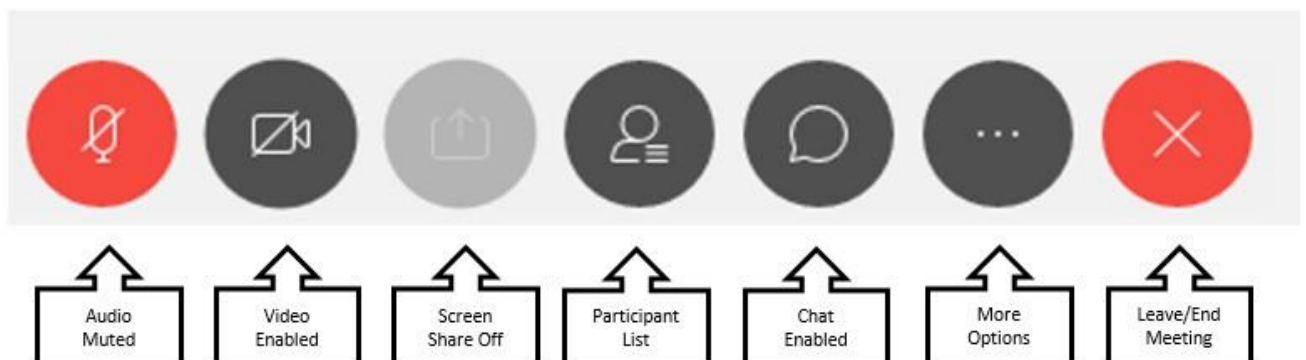 Audio
Muted
Video
Enabled
Screen
Share Off
Participant
List
Chat
Enabled
More
Options
Leave/End
Meeting